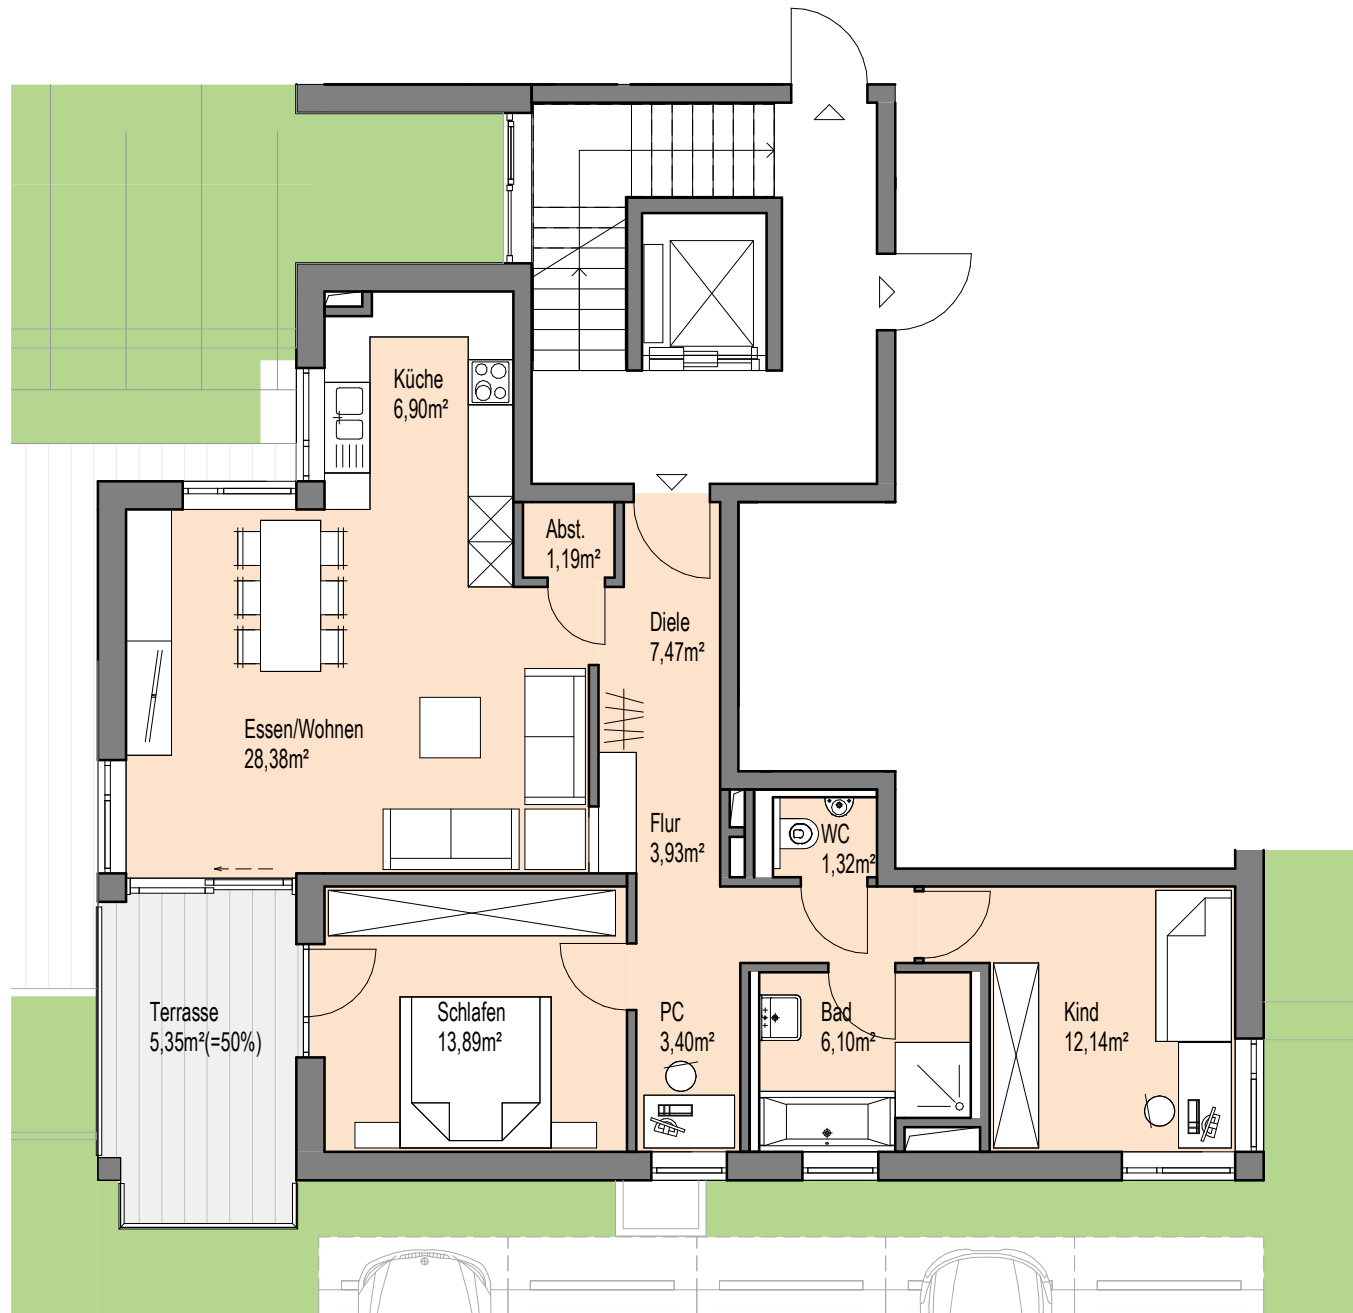 Küche
6,90m²
Abst.
1,19m²
Diele
7,47m²
Essen/Wohnen
28,38m²
Flur
3,93m²
WC
1,32m²
Terrasse
5,35m²(=50%)
Schlafen
13,89m²
PC
3,40m²
Bad
6,10m²
Kind
12,14m²